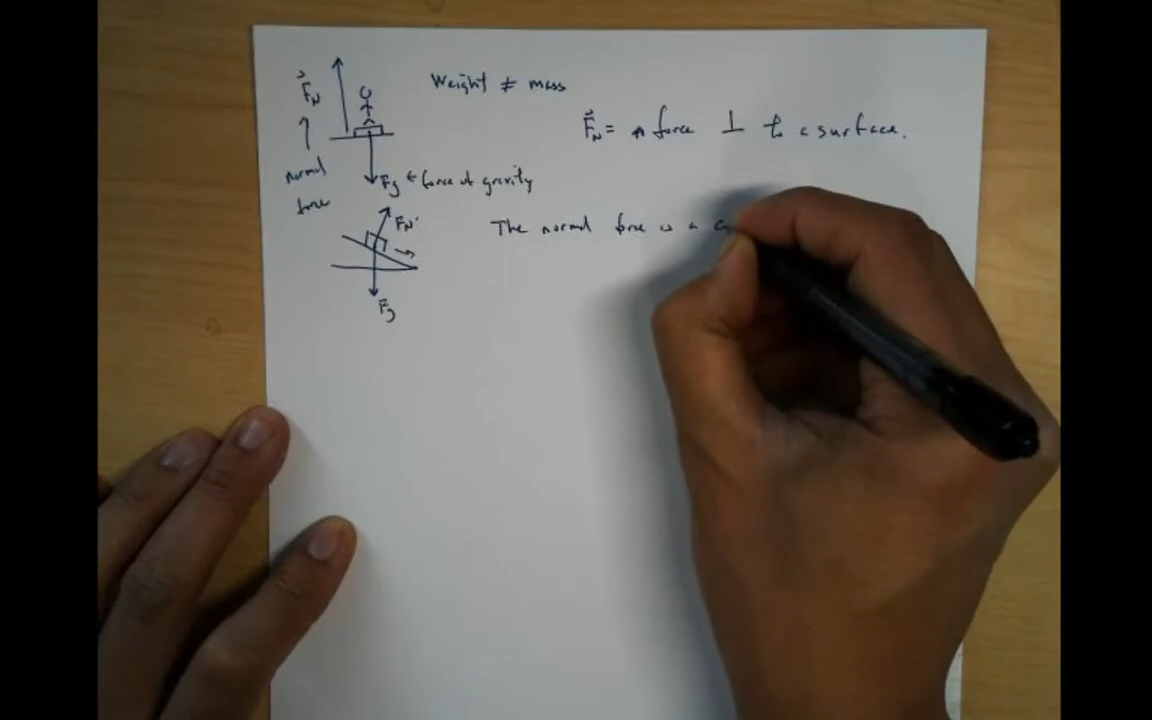 Weight ≠ mass
F⃗N
F⃗N = A force ⊥ to a surface.
normal
force
Fg ← force of gravity
FN
The normal force is a
Fg